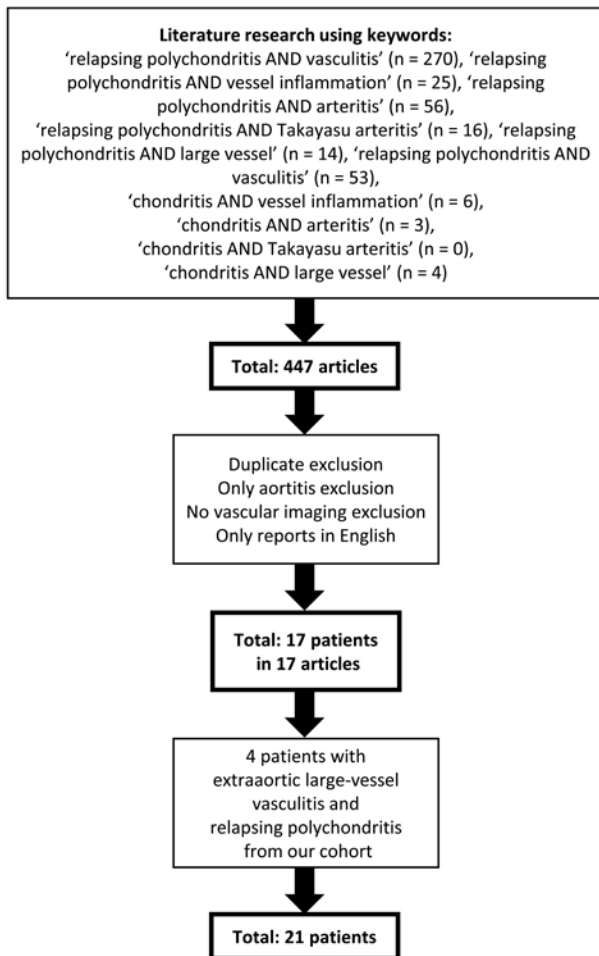 Literature research using keywords:
‘relapsing polychondritis AND vasculitis’ (n = 270), ‘relapsing
polychondritis AND vessel inflammation’ (n = 25), ‘relapsing
polychondritis AND arteritis’ (n = 56),
‘relapsing polychondritis AND Takayasu arteritis’ (n = 16), ‘relapsing
polychondritis AND large vessel’ (n = 14), ‘relapsing polychondritis AND
vasculitis’ (n = 53),
‘chondritis AND vessel inflammation’ (n = 6),
‘chondritis AND arteritis’ (n = 3),
‘chondritis AND Takayasu arteritis’ (n = 0),
‘chondritis AND large vessel’ (n = 4)
Total: 447 articles
Duplicate exclusion
Only aortitis exclusion
No vascular imaging exclusion
Only reports in English
Total: 17 patients
in 17 articles
4 patients with
extraaortic large-vessel
vasculitis and
relapsing polychondritis
from our cohort
Total: 21 patients